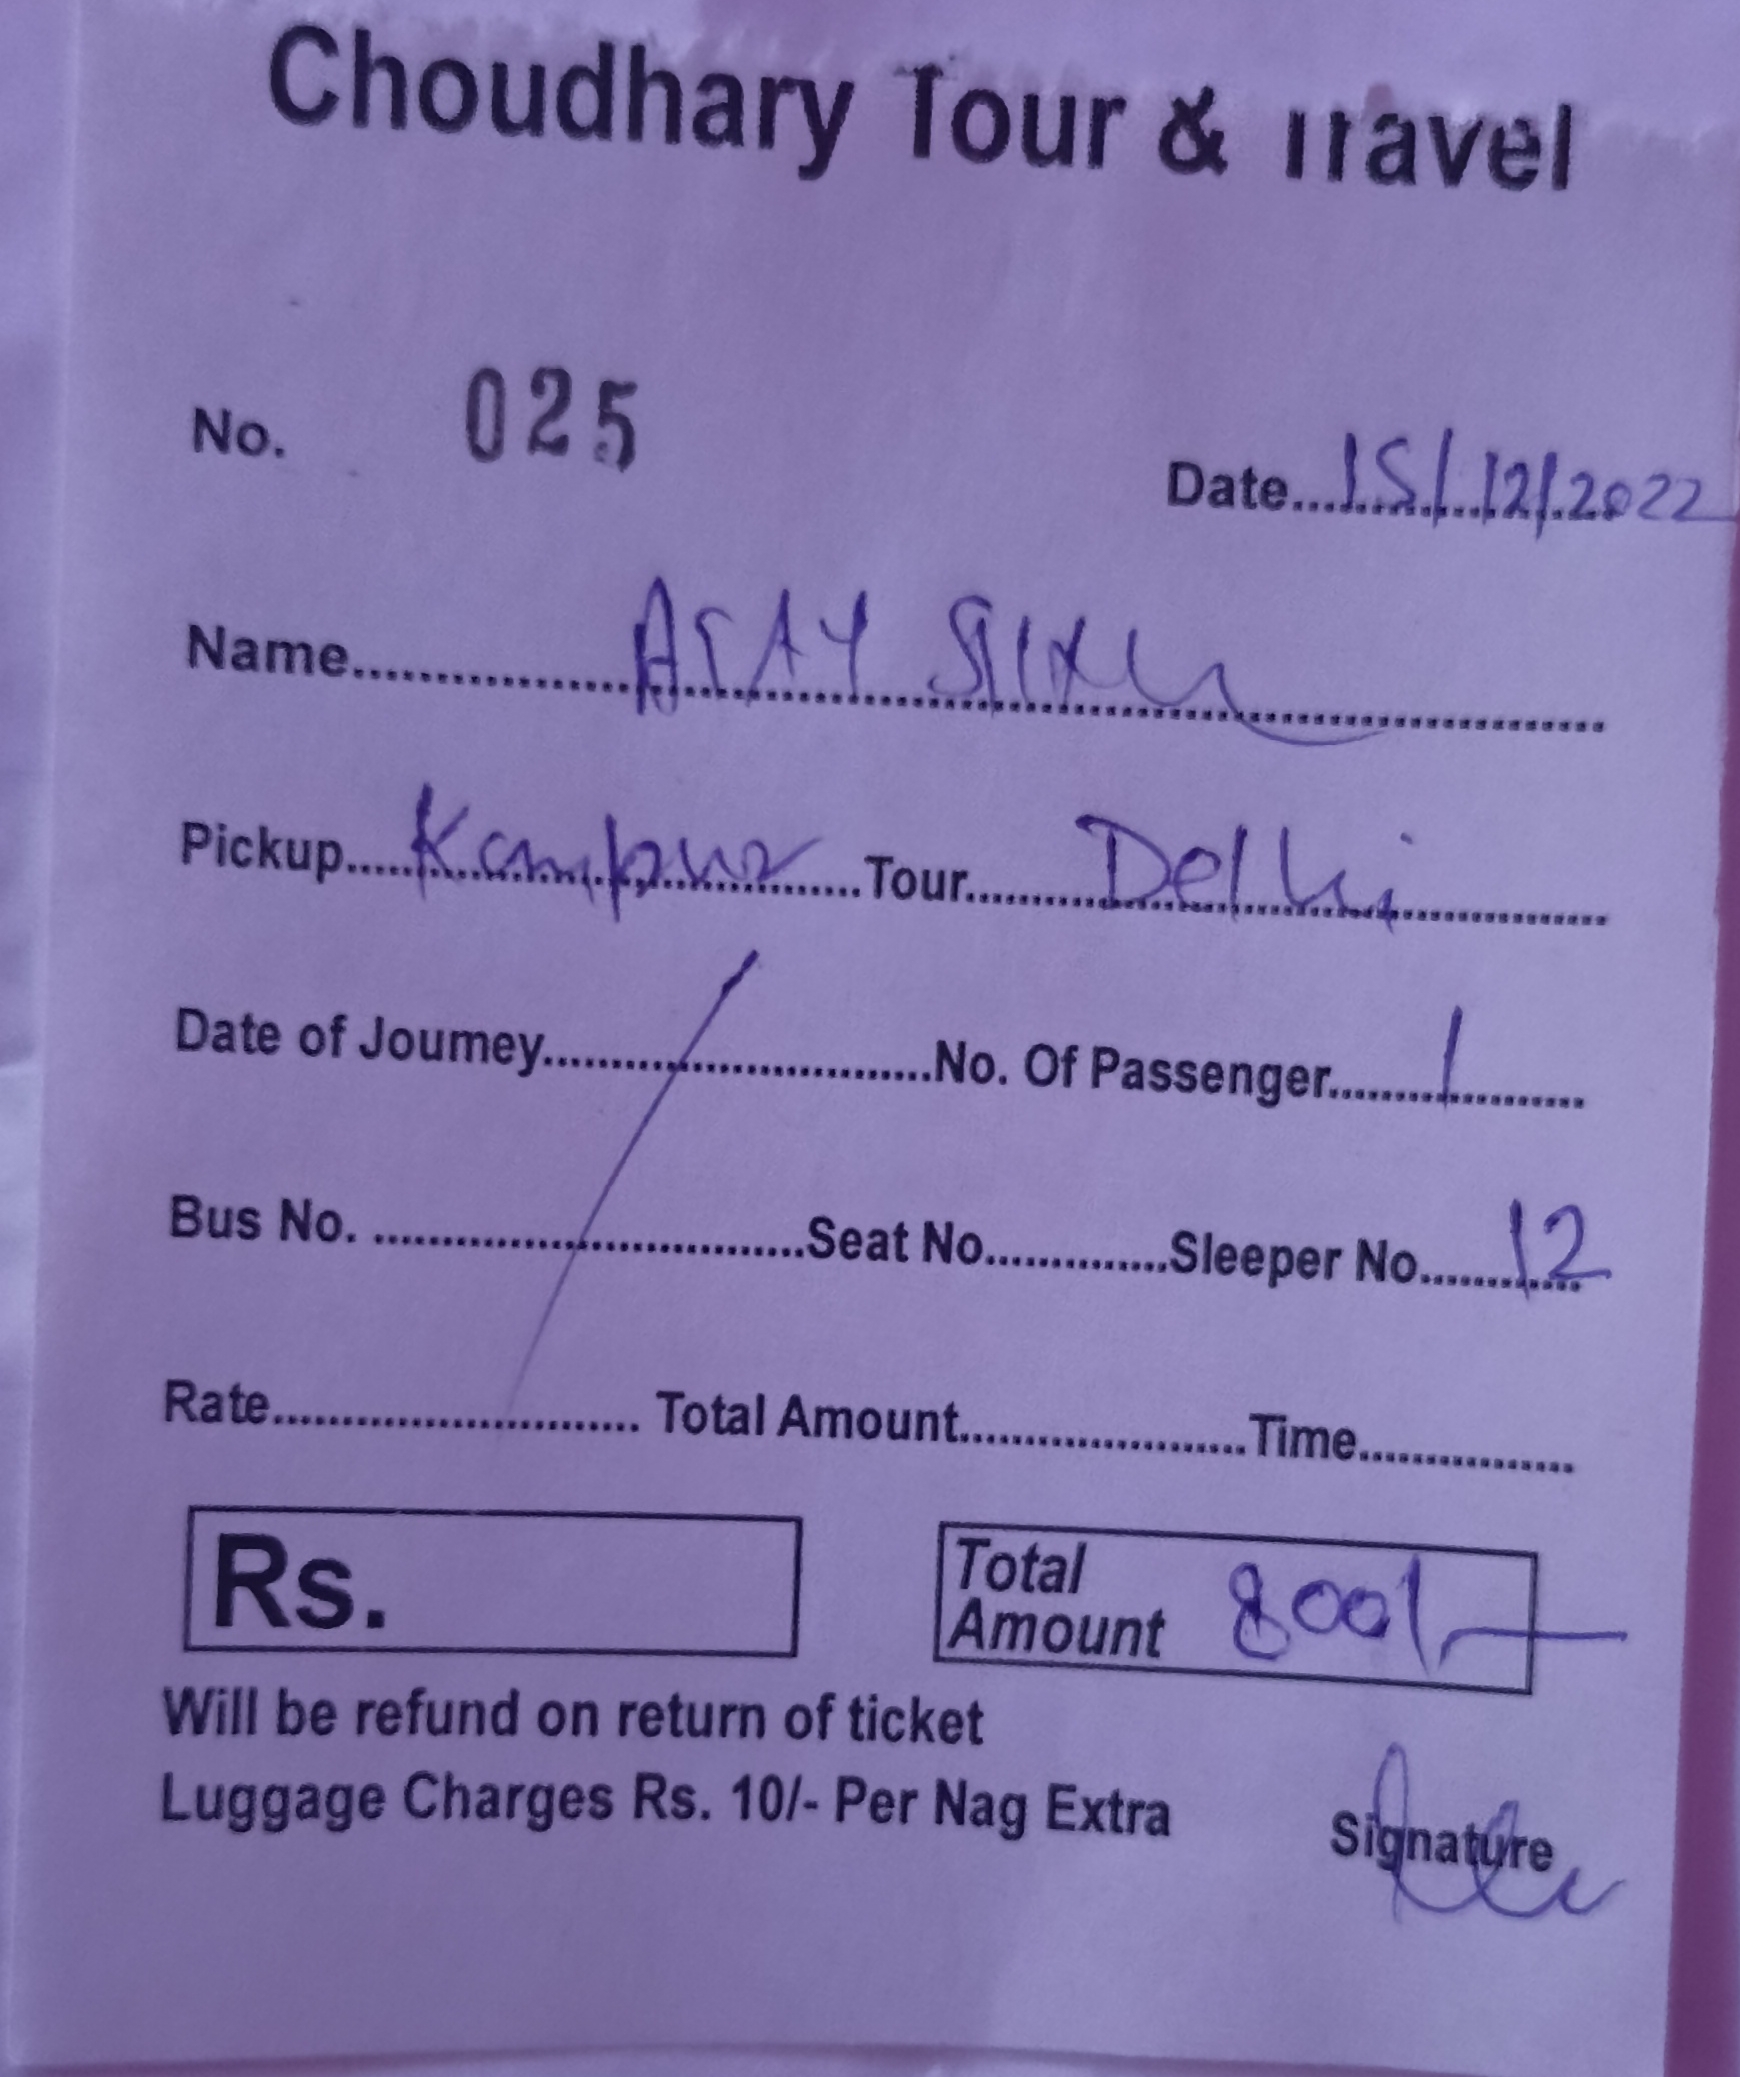 Choudhary Tour & Travel
No. 025
Date 15/12/2022
Name AJAY
Pickup Kanpur Tour Delhi
Date of Journey No. Of Passenger 1
Bus No. Seat No. Sleeper No. 12
Rate Total Amount Time
Rs.
Total Amount 800/-
Will be refund on return of ticket
Luggage Charges Rs. 10/- Per Nag Extra
Signature